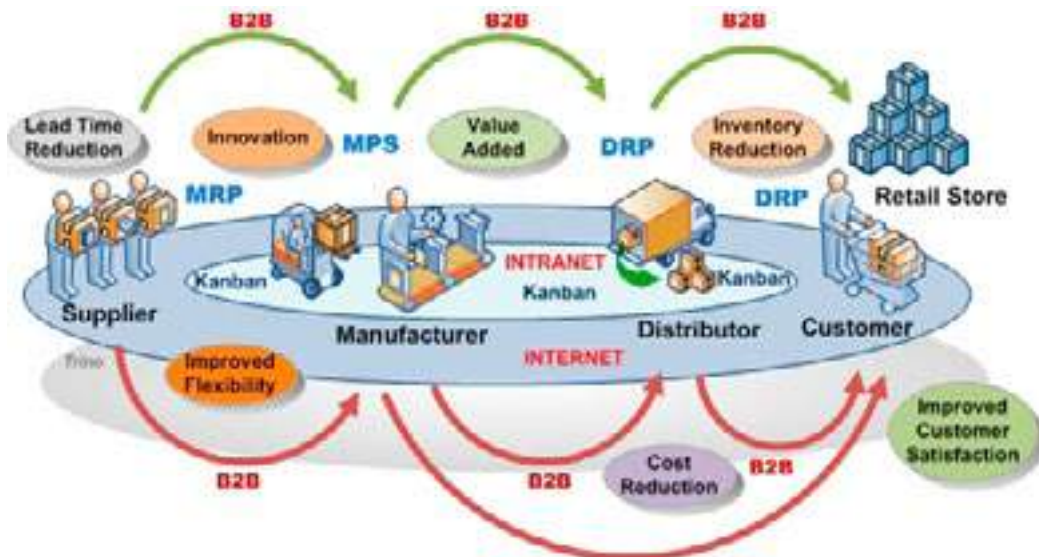 B2B
B2B
B2B
Lead Time
Reduction
Innovation
MPS
Value
Added
DRP
Inventory
Reduction
MRP
DRP
Retail Store
Kanban
INTRANET
Kanban
Kanban
Supplier
Manufacturer
Distributor
Customer
INTERNET
Improved
Flexibility
Improved
Customer
Satisfaction
Cost
Reduction
B2B
B2B
B2B